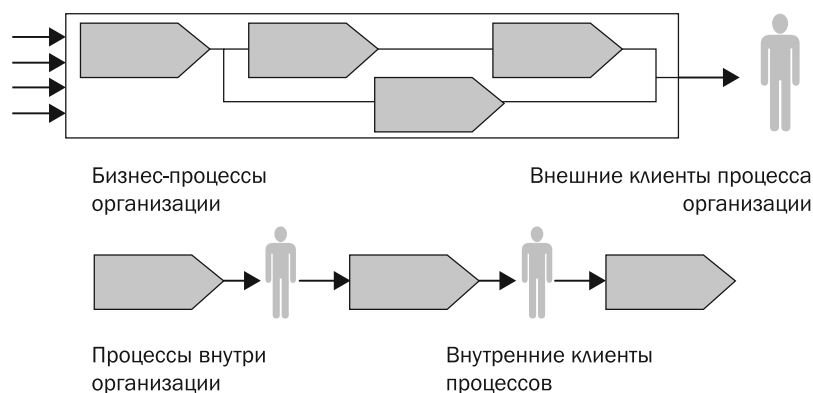 Бизнес-процессы
организации
Внешние клиенты процесса
организации
Процессы внутри
организации
Внутренние клиенты
процессов